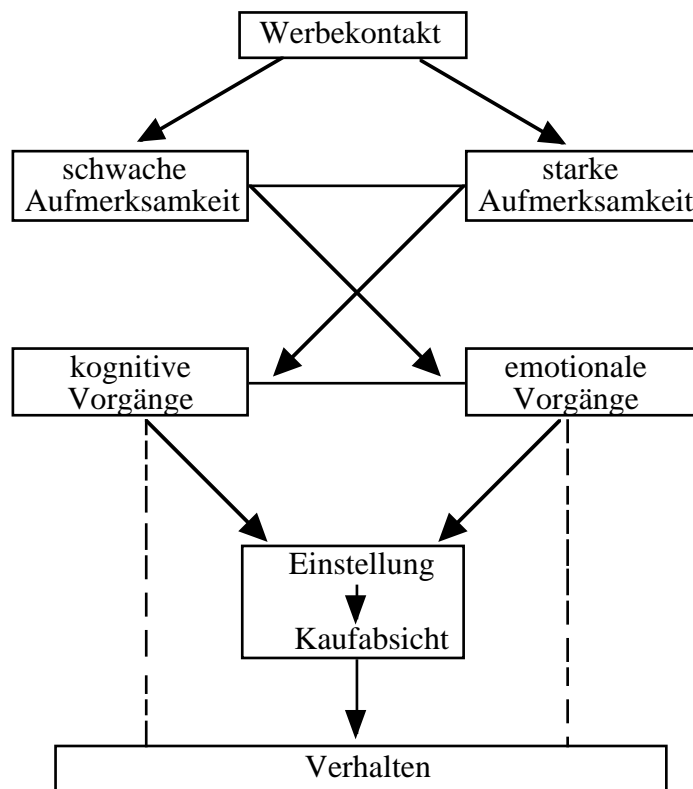 Werbekontakt
schwache
Aufmerksamkeit
starke
Aufmerksamkeit
kognitive
Vorgänge
emotionale
Vorgänge
Einstellung
Kaufabsicht
Verhalten